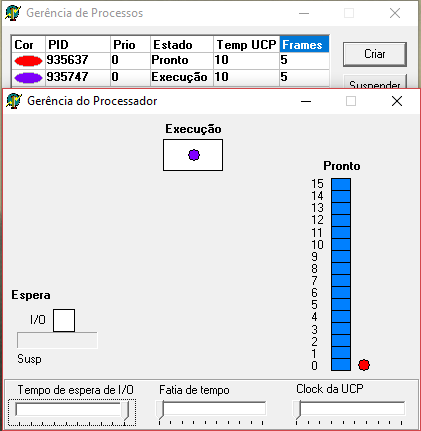 Gerência de Processos
Cor PID Prio Estado Temp UCP Frames
935637 0 Pronto 10 5
935747 0 Execução 10 5
Criar
Suspender
Gerência do Processador
Execução
Pronto
15
14
13
12
11
10
9
8
7
6
5
4
3
2
1
0
Espera
I/O
Susp
Tempo de espera de I/O Fatia de tempo Clock da UCP